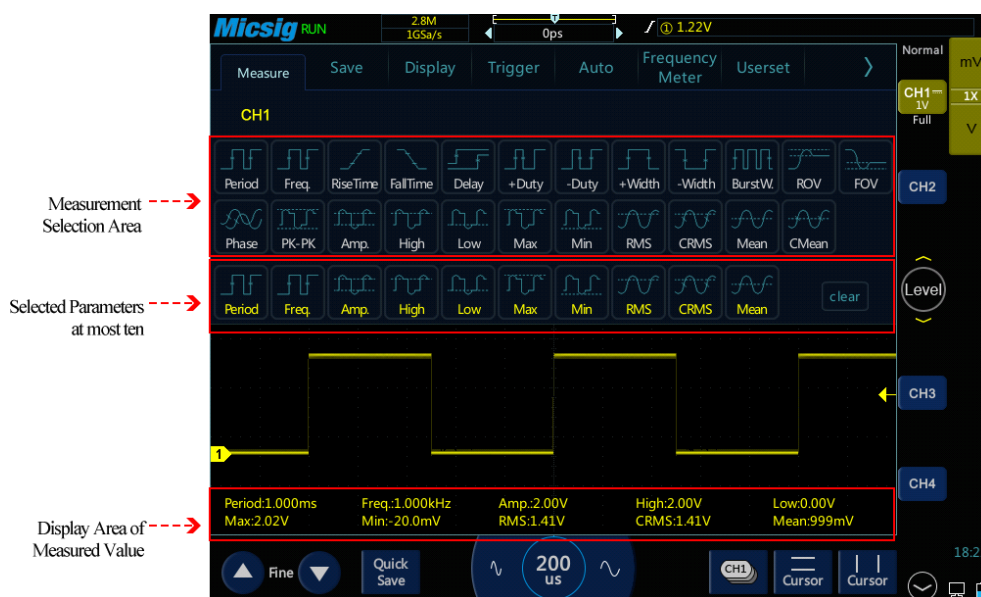 Micsig RUN
2.8M
1GSa/s
T
0ps
① 1.22V
Measure
Save
Display
Trigger
Auto
Frequency
Meter
Userset
Normal
mV
CH1
1V
Full
1X
V
CH1
Period Freq. RiseTime FallTime Delay +Duty -Duty +Width -Width BurstW. ROV FOV
Phase PK-PK Amp. High Low Max Min RMS CRMS Mean CMean
Measurement
Selection Area
CH2
Selected Parameters
at most ten
Period Freq. Amp. High Low Max Min RMS CRMS Mean
clear
Level
1
CH3
CH4
Period:1.000ms Freq.:1.000kHz Amp.:2.00V High:2.00V Low:0.00V
Max:2.02V Min:-20.0mV RMS:1.41V CRMS:1.41V Mean:999mV
Display Area of
Measured Value
Fine
Quick
Save
200
us
CH1
Cursor
Cursor
18:2